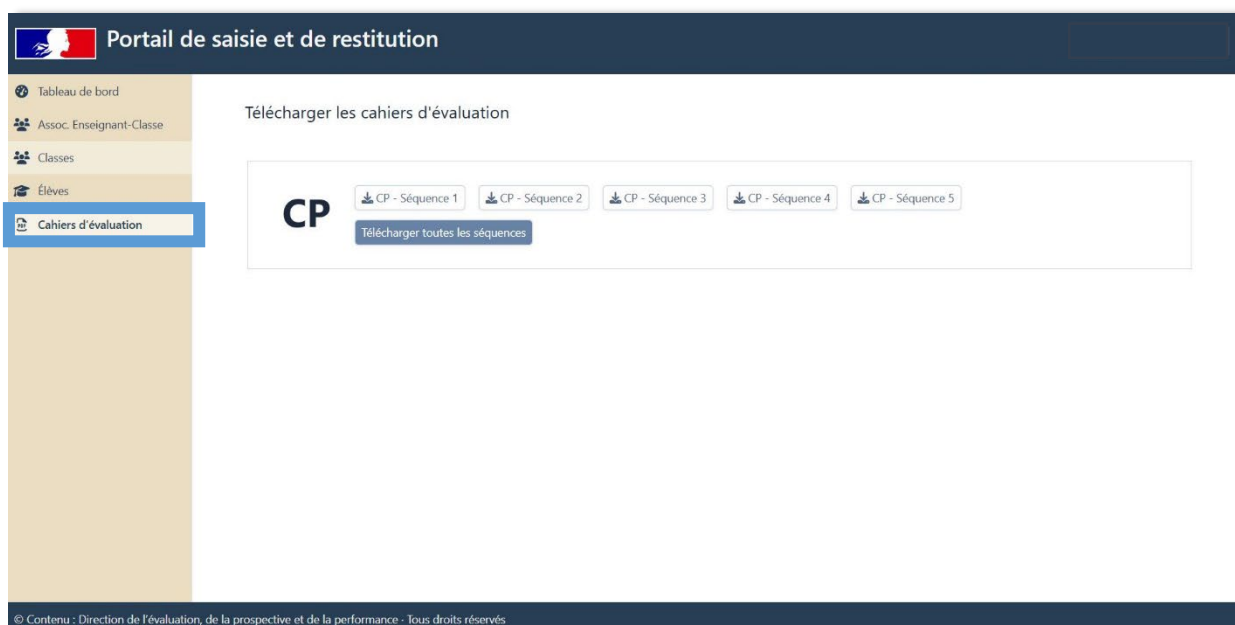 Portail de saisie et de restitution
Tableau de bord
Assoc. Enseignant-Classe
Classes
Élèves
Cahiers d'évaluation
Télécharger les cahiers d'évaluation
CP
CP - Séquence 1
CP - Séquence 2
CP - Séquence 3
CP - Séquence 4
CP - Séquence 5
Télécharger toutes les séquences
© Contenu : Direction de l'évaluation, de la prospective et de la performance - Tous droits réservés